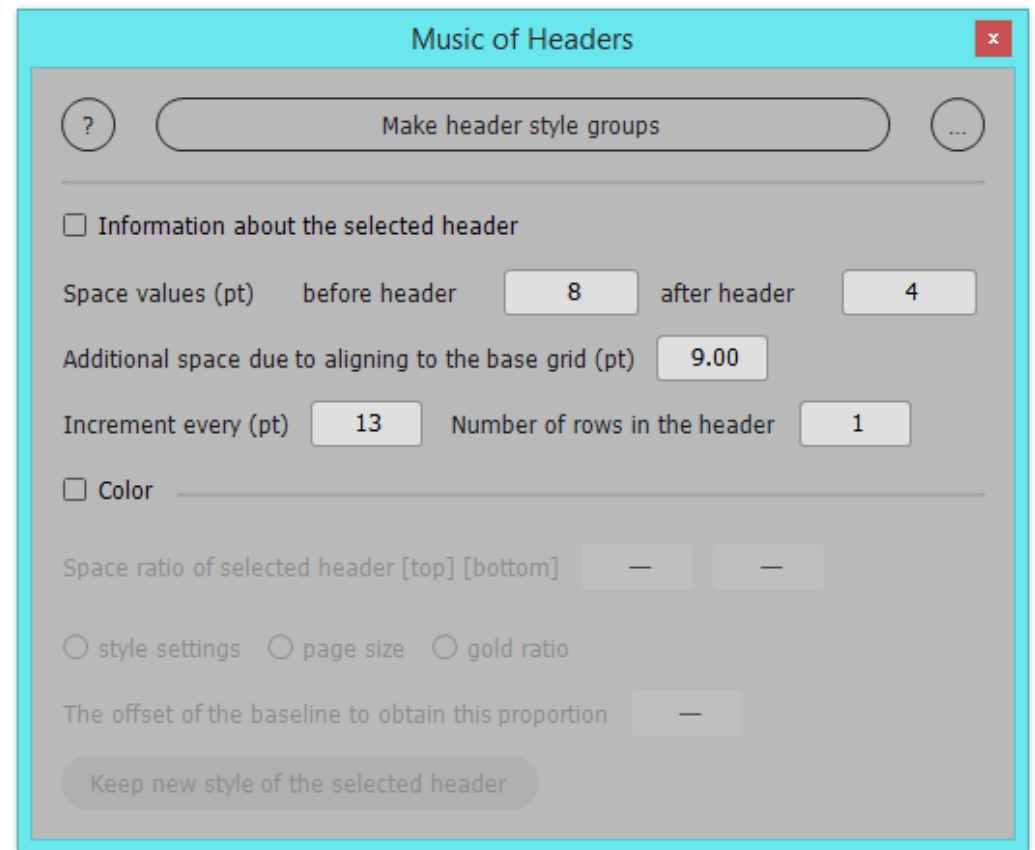 Music of Headers x
? Make header style groups ...
Information about the selected header
Space values (pt) before header 8 after header 4
Additional space due to aligning to the base grid (pt) 9.00
Increment every (pt) 13 Number of rows in the header 1
Color
Space ratio of selected header [top] [bottom] — —
style settings page size gold ratio
The offset of the baseline to obtain this proportion —
Keep new style of the selected header